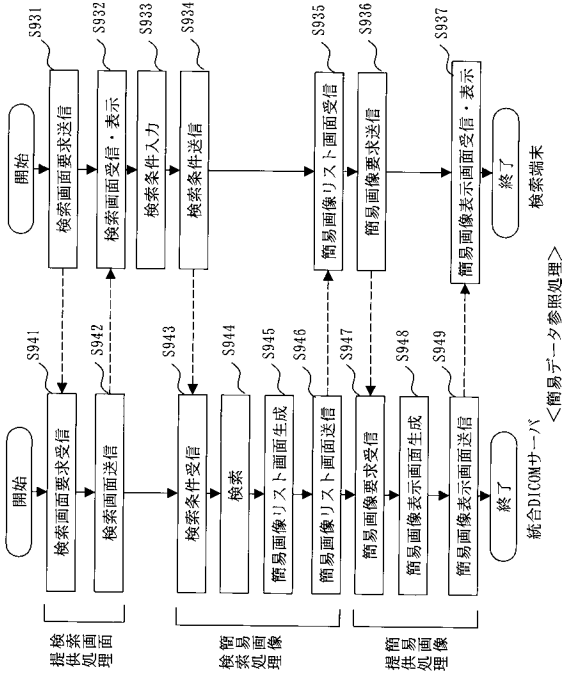 開始
開始
S941
検索画面要求受信
S931
検索画面要求送信
S942
検索画面送信
S932
検索画面受信・表示
S933
検索条件入力
S943
検索条件受信
S934
検索条件送信
S944
検索
S945
簡易画像リスト画面生成
S946
簡易画像リスト画面送信
S935
簡易画像リスト画面受信
S947
簡易画像要求受信
S936
簡易画像要求送信
S948
簡易画像表示画面生成
S949
簡易画像表示画面送信
S937
簡易画像表示画面受信・表示
終了
終了
検索画面
提供処理
簡易画像
検索処理
簡易画像
提供処理
統合DICOMサーバ
検索端末
＜簡易データ参照処理＞